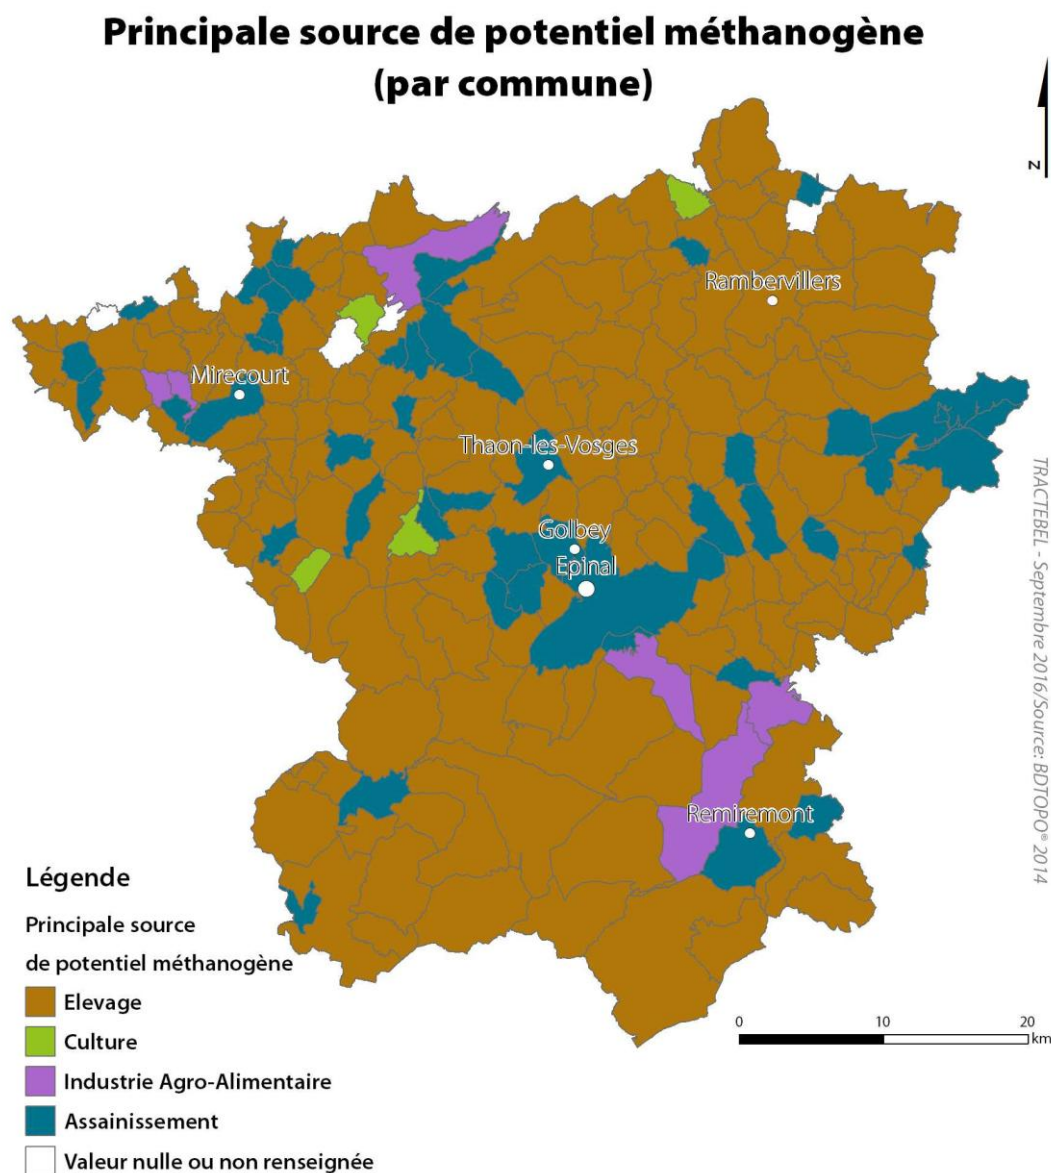 Principale source de potentiel méthanogène
(par commune)
N
Rambervillers
Mirecourt
Thaon-les-Vosges
Golbey
Epinal
Remiremont
TRACTEBEL - Septembre 2016/Source: BDTOPO® 2014
Légende
Principale source
de potentiel méthanogène
Elevage
Culture
Industrie Agro-Alimentaire
Assainissement
Valeur nulle ou non renseignée
0 10 20
km